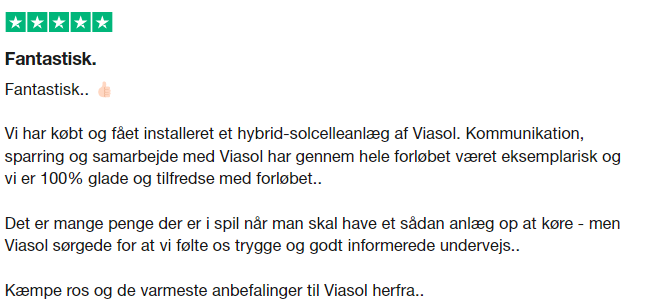 Fantastisk.
Fantastisk.. 👍🏻
Vi har købt og fået installeret et hybrid-solcelleanlæg af Viasol. Kommunikation,
sparring og samarbejde med Viasol har gennem hele forløbet været eksemplarisk og
vi er 100% glade og tilfredse med forløbet..
Det er mange penge der er i spil når man skal have et sådan anlæg op at køre - men
Viasol sørgede for at vi følte os trygge og godt informerede undervejs..
Kæmpe ros og de varmeste anbefalinger til Viasol herfra..